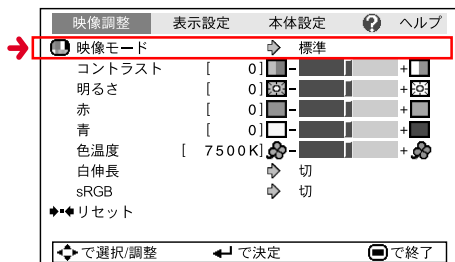 映像調整 表示設定 本体設定 ? ヘルプ
映像モード 標準
コントラスト [ 0] - +
明るさ [ 0] - +
赤 [ 0] - +
青 [ 0] - +
色温度 [ 7500K] - +
白伸長 切
sRGB 切
リセット
で選択/調整 で決定 で終了